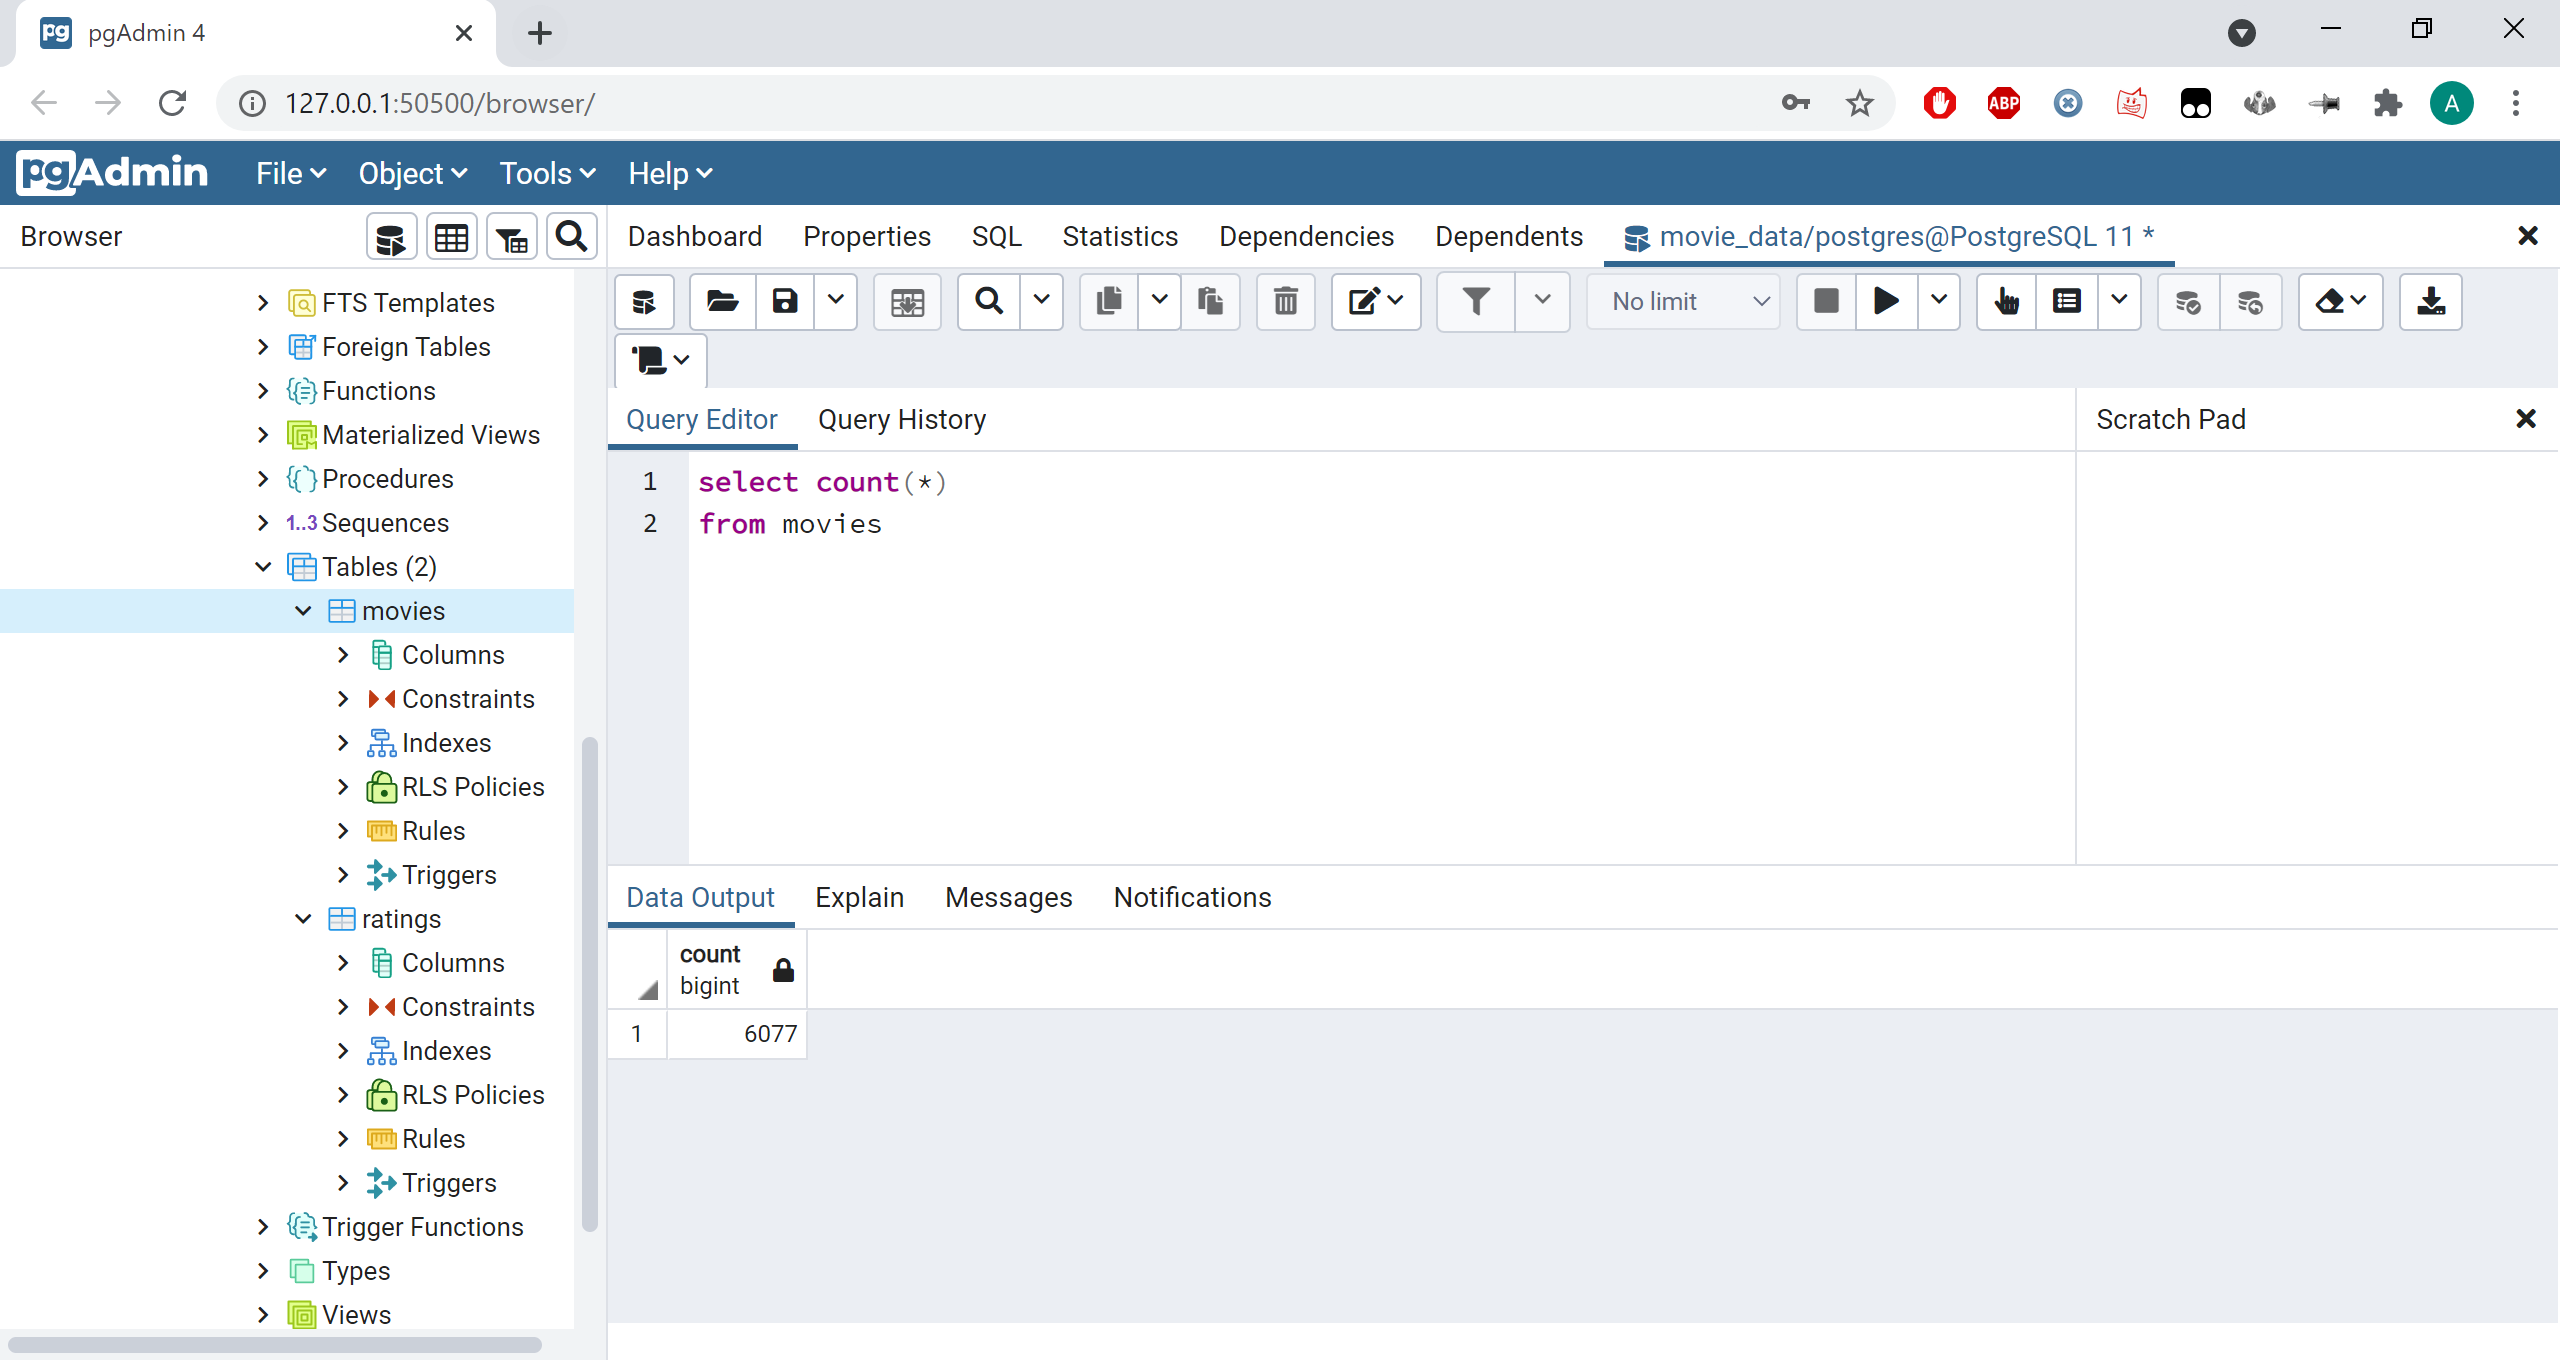 pgAdmin 4
127.0.0.1:50500/browser/
ABP
A
pgAdmin File Object Tools Help
Browser
Dashboard Properties SQL Statistics Dependencies Dependents movie_data/postgres@PostgreSQL 11 *
No limit
FTS Templates
Foreign Tables
Functions
Materialized Views
Procedures
1..3 Sequences
Tables (2)
movies
Columns
Constraints
Indexes
RLS Policies
Rules
Triggers
ratings
Columns
Constraints
Indexes
RLS Policies
Rules
Triggers
Trigger Functions
Types
Views
Query Editor Query History
Scratch Pad
1 select count(*)
2 from movies
Data Output Explain Messages Notifications
count
bigint
1 6077